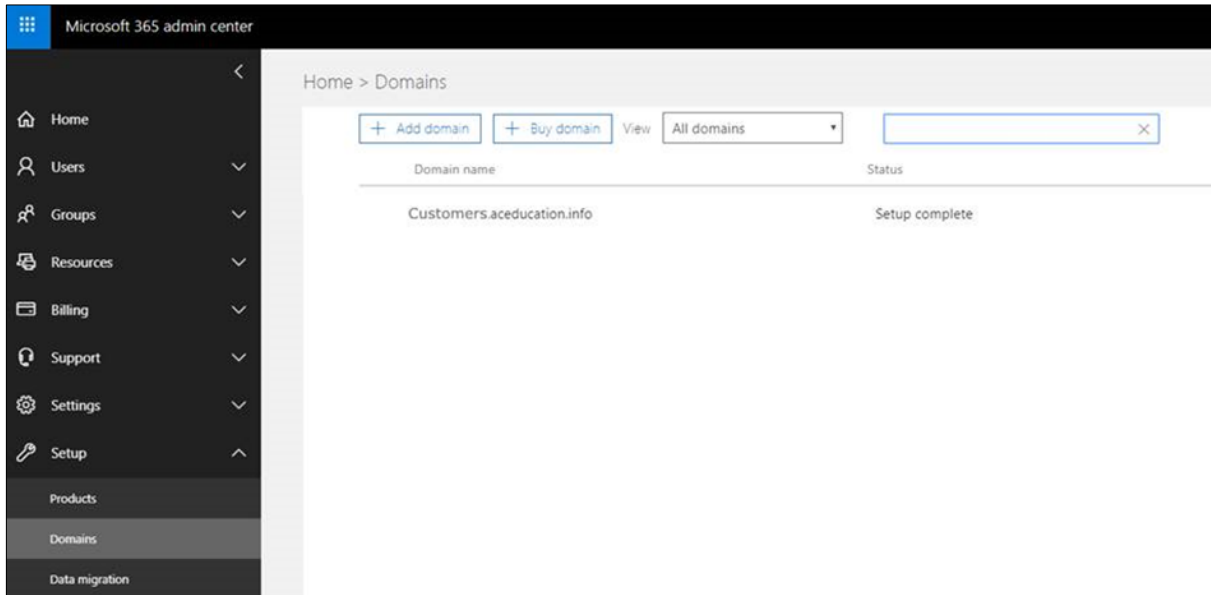 Microsoft 365 admin center
Home > Domains
Home
Users
Groups
Resources
Billing
Support
Settings
Setup
Products
Domains
Data migration
+ Add domain
+ Buy domain
View
All domains
Domain name
Status
Customers.aceducation.info
Setup complete